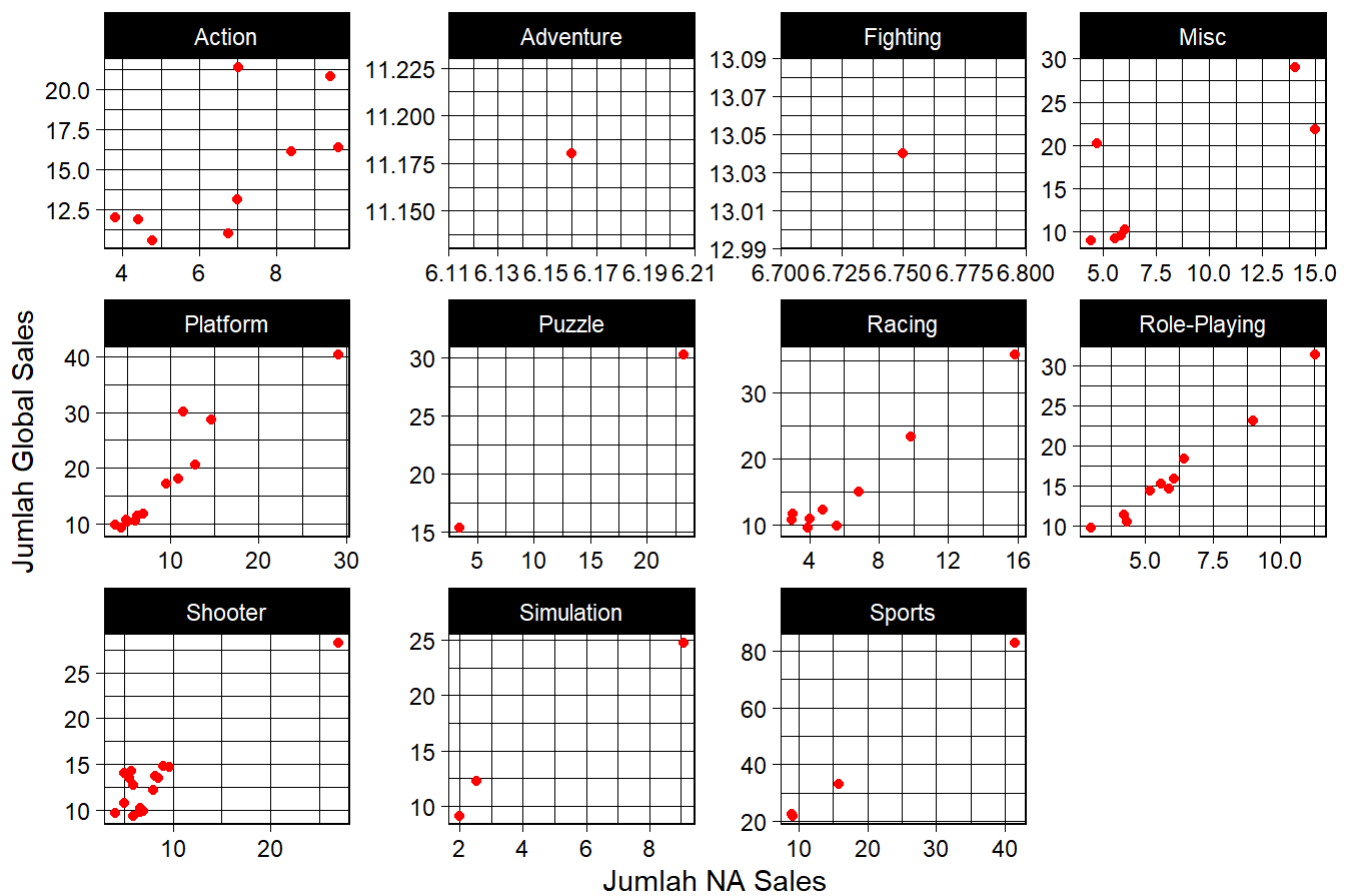 Action
Adventure
Fighting
Misc
20.0
17.5
15.0
12.5
4 6 8
11.225
11.200
11.175
11.150
6.11 6.13 6.15 6.17 6.19 6.21
13.09
13.07
13.05
13.03
13.01
12.99
6.700 6.725 6.750 6.775 6.800
30
25
20
15
10
5.0 7.5 10.0 12.5 15.0
Platform
Puzzle
Racing
Role-Playing
40
30
20
10
10 20 30
30
25
20
15
5 10 15 20
30
20
10
4 8 12 16
30
25
20
15
10
5.0 7.5 10.0
Shooter
Simulation
Sports
25
20
15
10
10 20
25
20
15
10
2 4 6 8
80
60
40
20
10 20 30 40
Jumlah Global Sales
Jumlah NA Sales